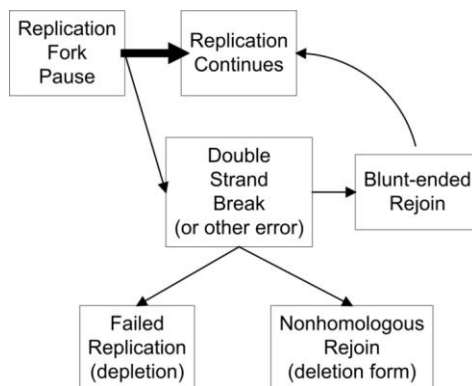 Replication
Fork
Pause
Replication
Continues
Double
Strand
Break
(or other error)
Blunt-ended
Rejoin
Failed
Replication
(depletion)
Nonhomologous
Rejoin
(deletion form)